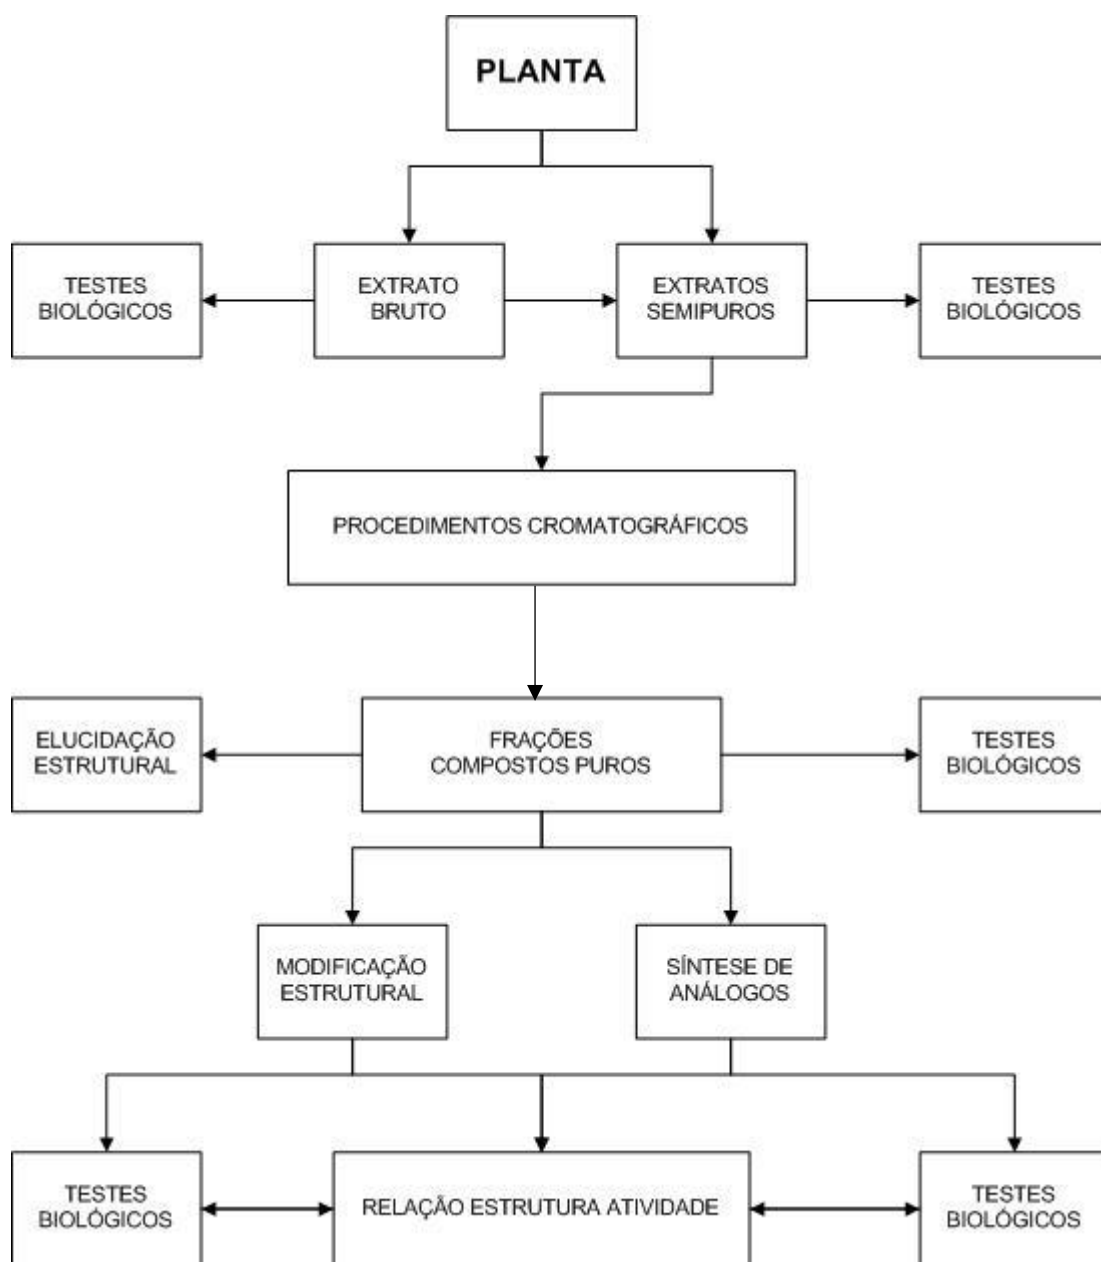 PLANTA
TESTES
BIOLÓGICOS
EXTRATO
BRUTO
EXTRATOS
SEMIPUROS
TESTES
BIOLÓGICOS
PROCEDIMENTOS CROMATOGRÁFICOS
ELUCIDAÇÃO
ESTRUTURAL
FRAÇÕES
COMPOSTOS PUROS
TESTES
BIOLÓGICOS
MODIFICAÇÃO
ESTRUTURAL
SÍNTESE DE
ANÁLOGOS
TESTES
BIOLÓGICOS
RELAÇÃO ESTRUTURA ATIVIDADE
TESTES
BIOLÓGICOS